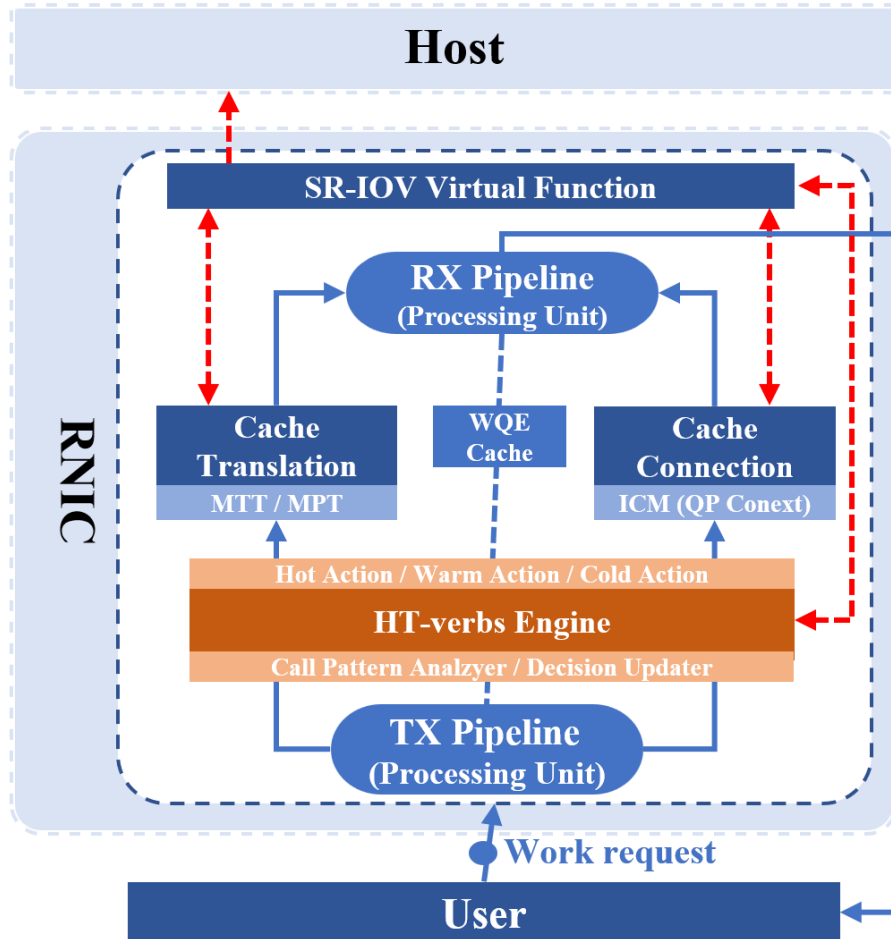 Host
SR-IOV Virtual Function
RX Pipeline
(Processing Unit)
RNIC
Cache
Translation
MTT / MPT
WQE
Cache
Cache
Connection
ICM (QP Conext)
Hot Action / Warm Action / Cold Action
HT-verbs Engine
Call Pattern Analzyer / Decision Updater
TX Pipeline
(Processing Unit)
Work request
User